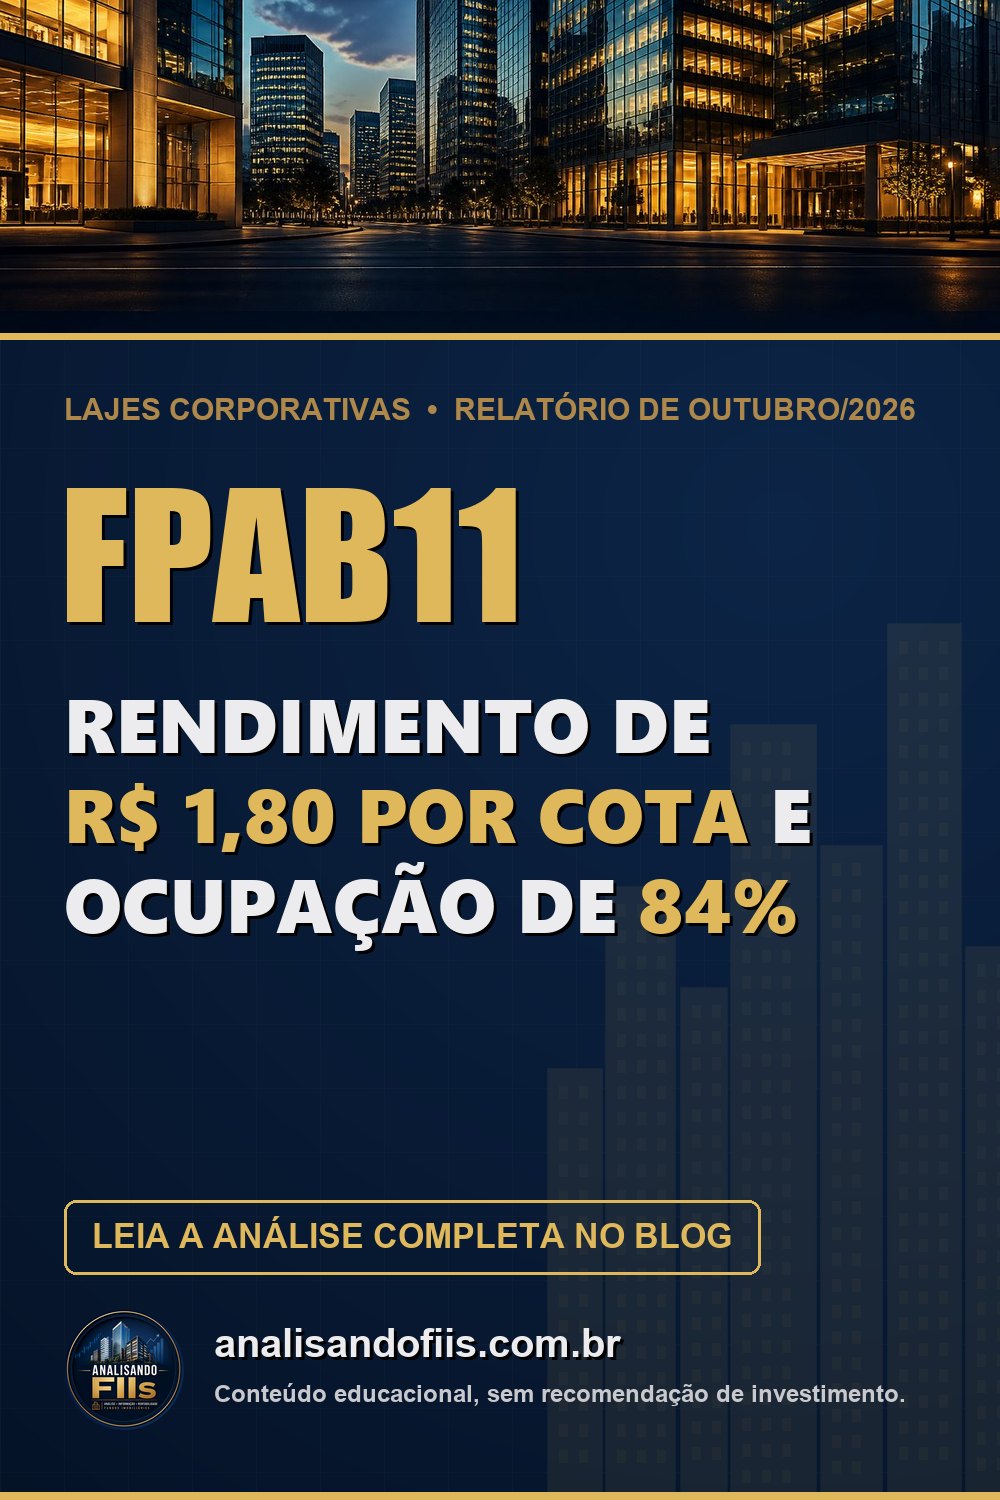 LAJES CORPORATIVAS • RELATÓRIO DE OUTUBRO/2026
FPAB11
RENDIMENTO DE
R$ 1,80 POR COTA E
OCUPAÇÃO DE 84%
LEIA A ANÁLISE COMPLETA NO BLOG
ANALISANDO
FIIs
analisandofiis.com.br
Conteúdo educacional, sem recomendação de investimento.